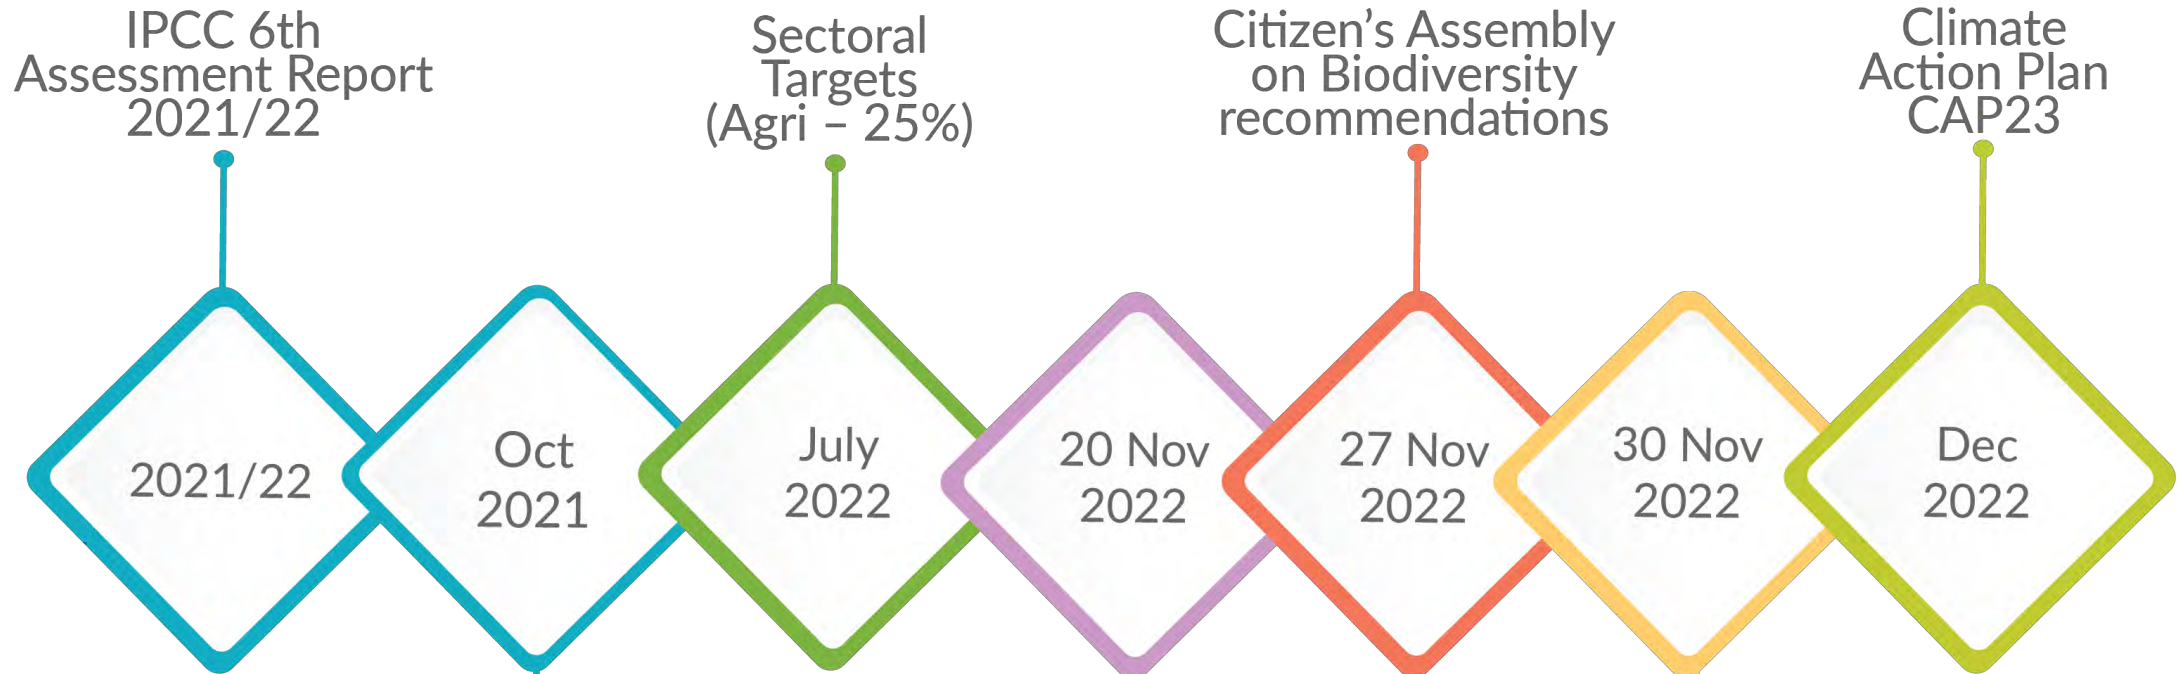 IPCC 6th
Assessment Report
2021/22
Sectoral
Targets
(Agri – 25%)
Citizen's Assembly
on Biodiversity
recommendations
Climate
Action Plan
CAP23
2021/22
Oct
2021
July
2022
20 Nov
2022
27 Nov
2022
30 Nov
2022
Dec
2022